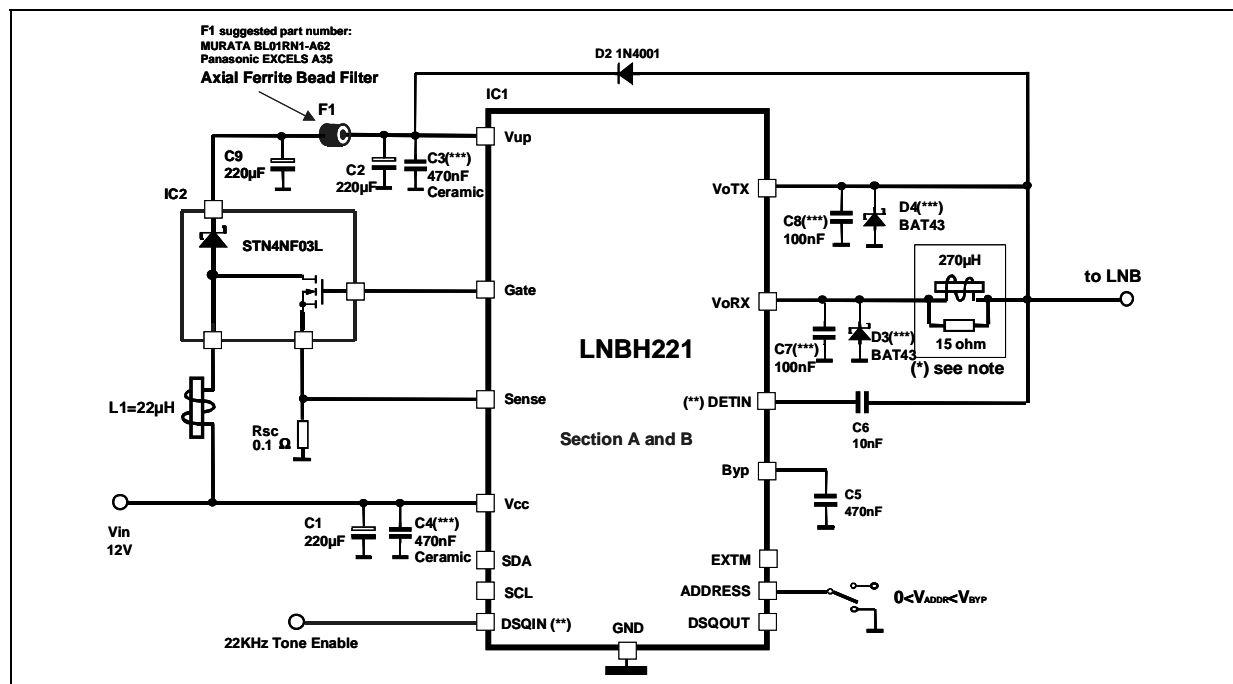 F1 suggested part number:
MURATA BL01RN1-A62
Panasonic EXCELS A35
Axial Ferrite Bead Filter
F1
D2 1N4001
IC1
Vup
C9
220µF
C2
220µF
C3(***)
470nF
Ceramic
IC2
STN4NF03L
VoTX
C8(***)
100nF
D4(***)
BAT43
270µH
15 ohm
(*) see note
to LNB
Gate
VoRX
C7(***)
100nF
D3(***)
BAT43
LNBH221
Section A and B
L1=22µH
Sense
Rsc
0.1 Ω
(**) DETIN
C6
10nF
Byp
C5
470nF
Vin
12V
Vcc
C1
220µF
C4(***)
470nF
Ceramic
SDA
SCL
DSQIN (**)
22KHz Tone Enable
GND
EXTM
ADDRESS
DSQOUT
0<VADDR<VBYP